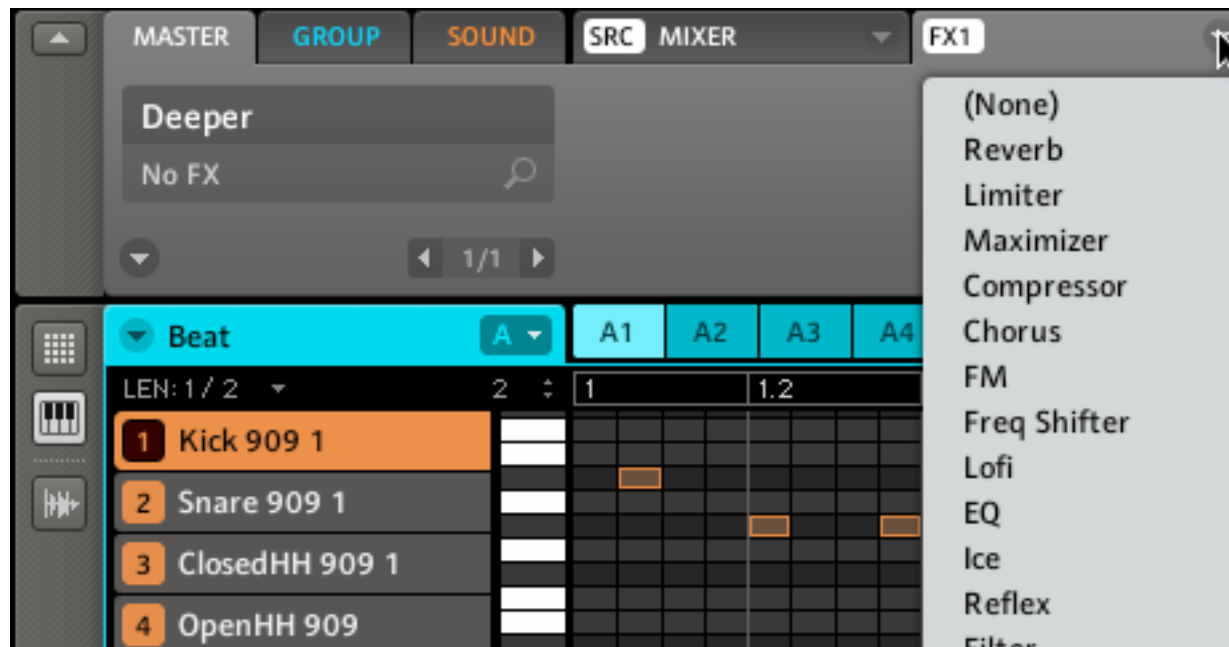 MASTER GROUP SOUND SRC MIXER FX1
Deeper
No FX
1/1
(None)
Reverb
Limiter
Maximizer
Compressor
Chorus
FM
Freq Shifter
Lofi
EQ
Ice
Reflex
Filter
Beat A A1 A2 A3 A4
LEN: 1 / 2 2 1 1.2
1 Kick 909 1
2 Snare 909 1
3 ClosedHH 909 1
4 OpenHH 909